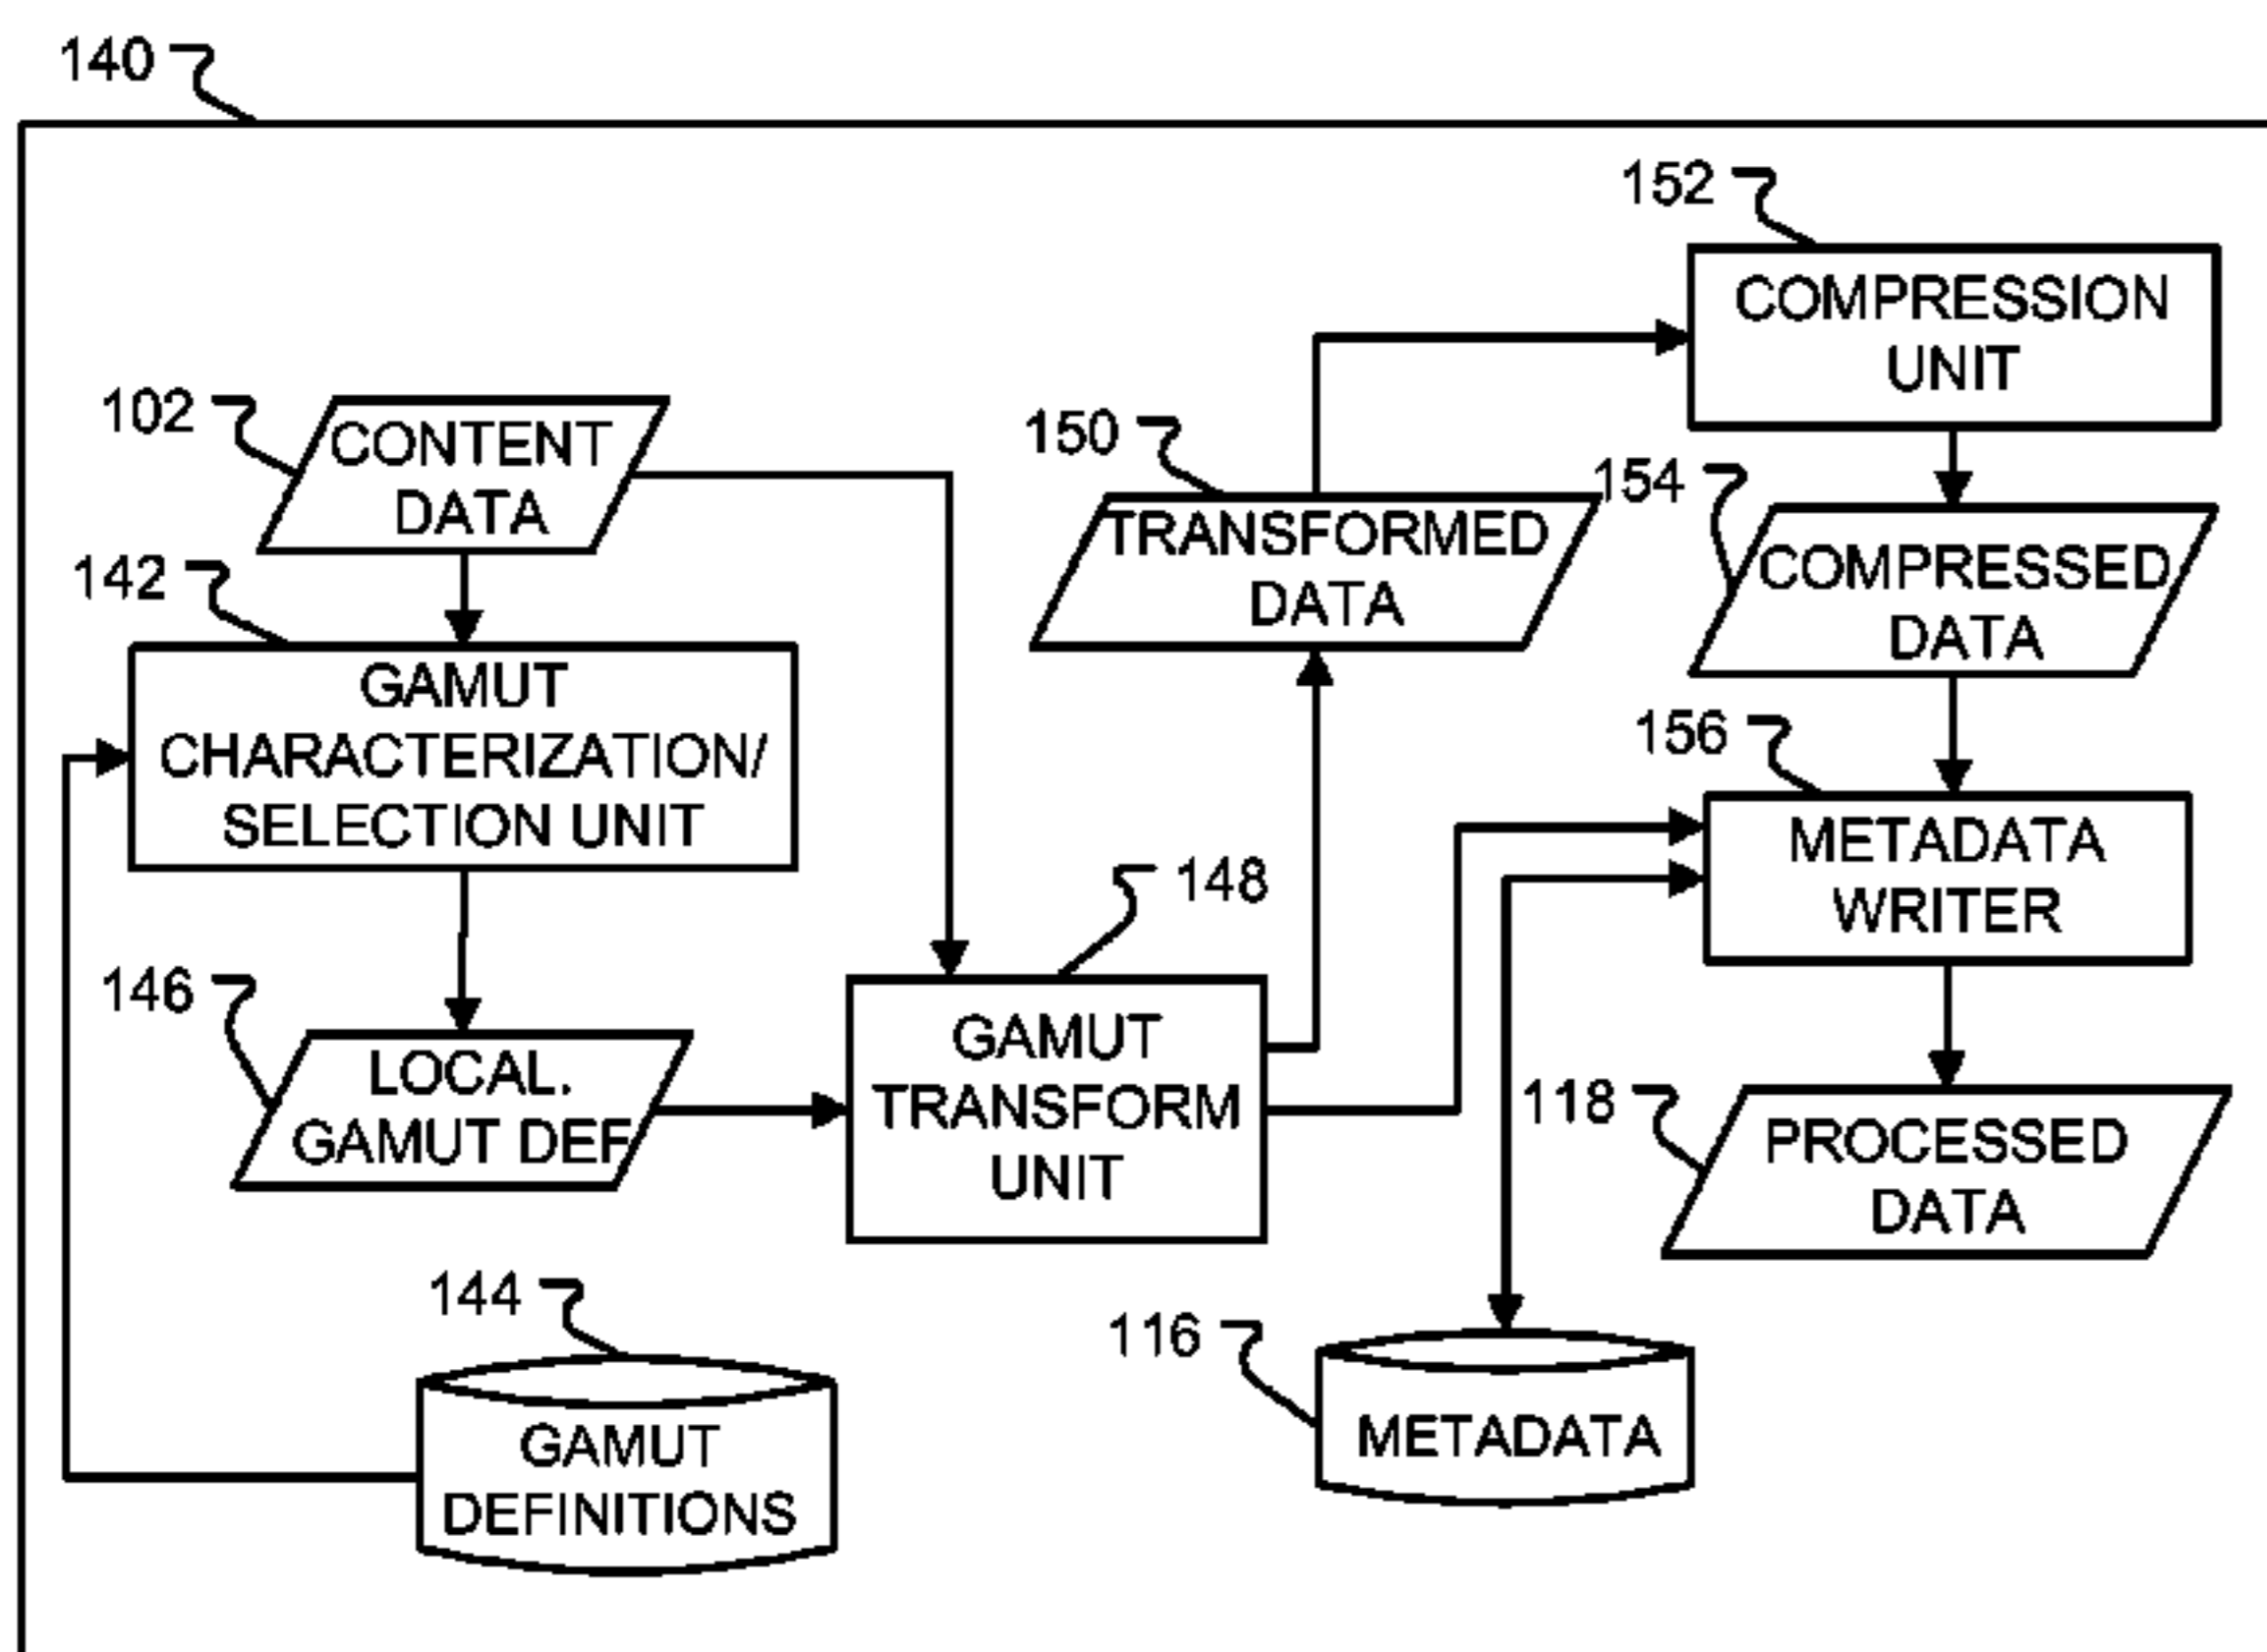 140
152
COMPRESSION
UNIT
102
CONTENT
DATA
150
TRANSFORMED
DATA
154
COMPRESSED
DATA
142
GAMUT
CHARACTERIZATION/
SELECTION UNIT
156
METADATA
WRITER
148
GAMUT
TRANSFORM
UNIT
146
LOCAL.
GAMUT DEF
118
PROCESSED
DATA
144
GAMUT
DEFINITIONS
116
METADATA